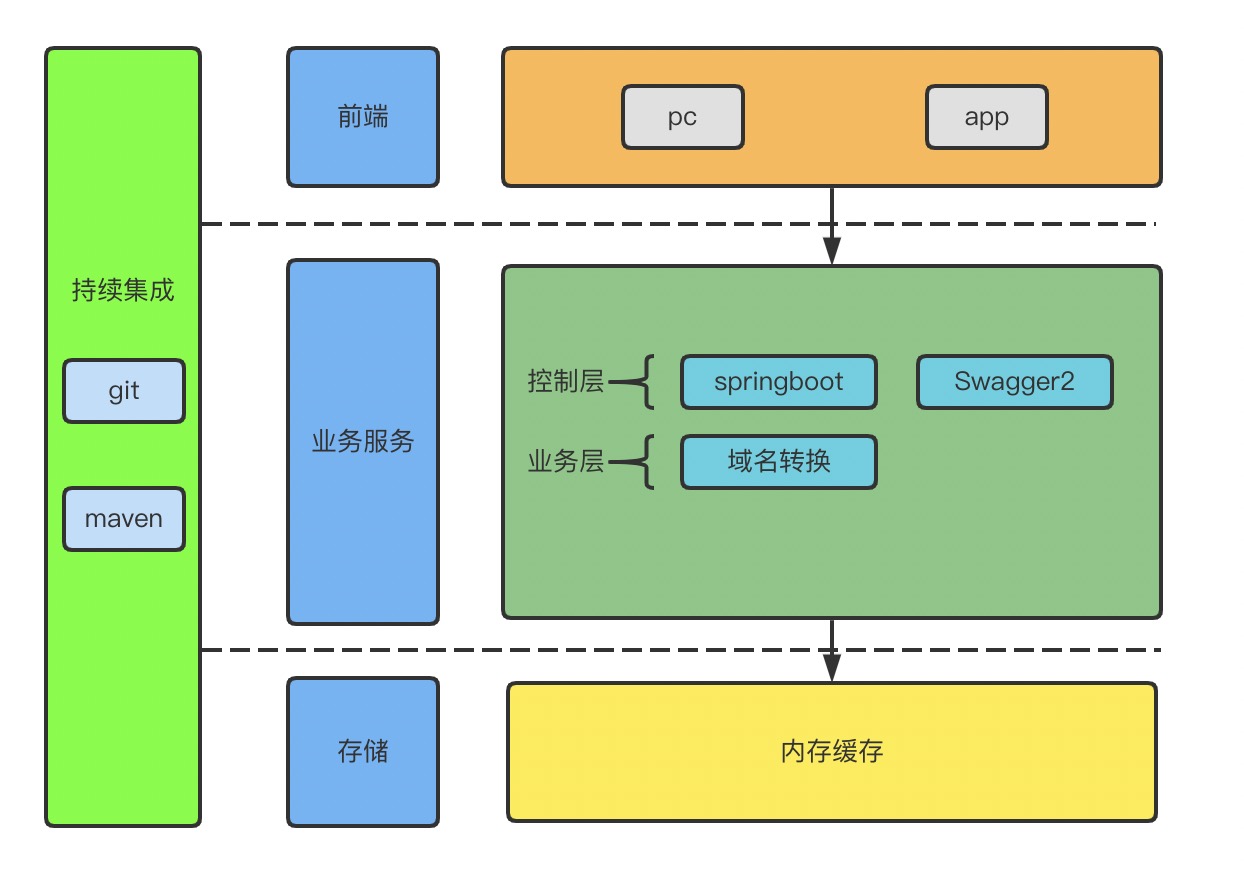 持续集成
git
maven
前端
pc
app
业务服务
控制层
springboot
Swagger2
业务层
域名转换
存储
内存缓存